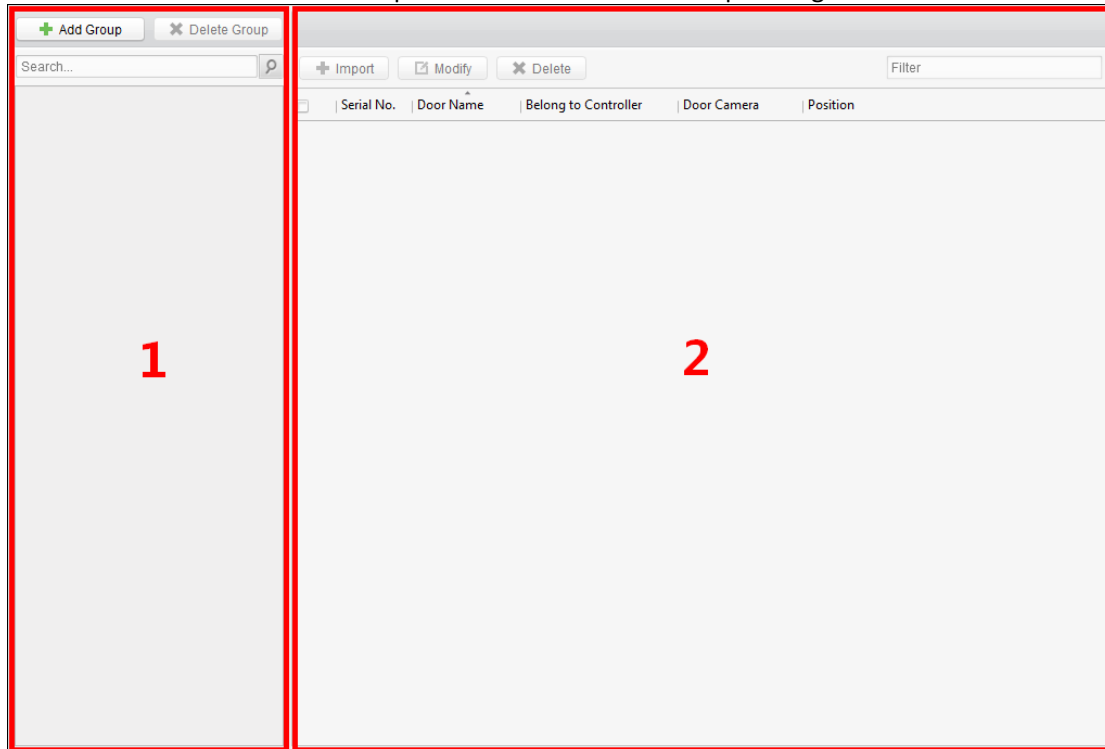 Add Group Delete Group
Search...
Import Modify Delete Filter
Serial No. Door Name Belong to Controller Door Camera Position
1 2